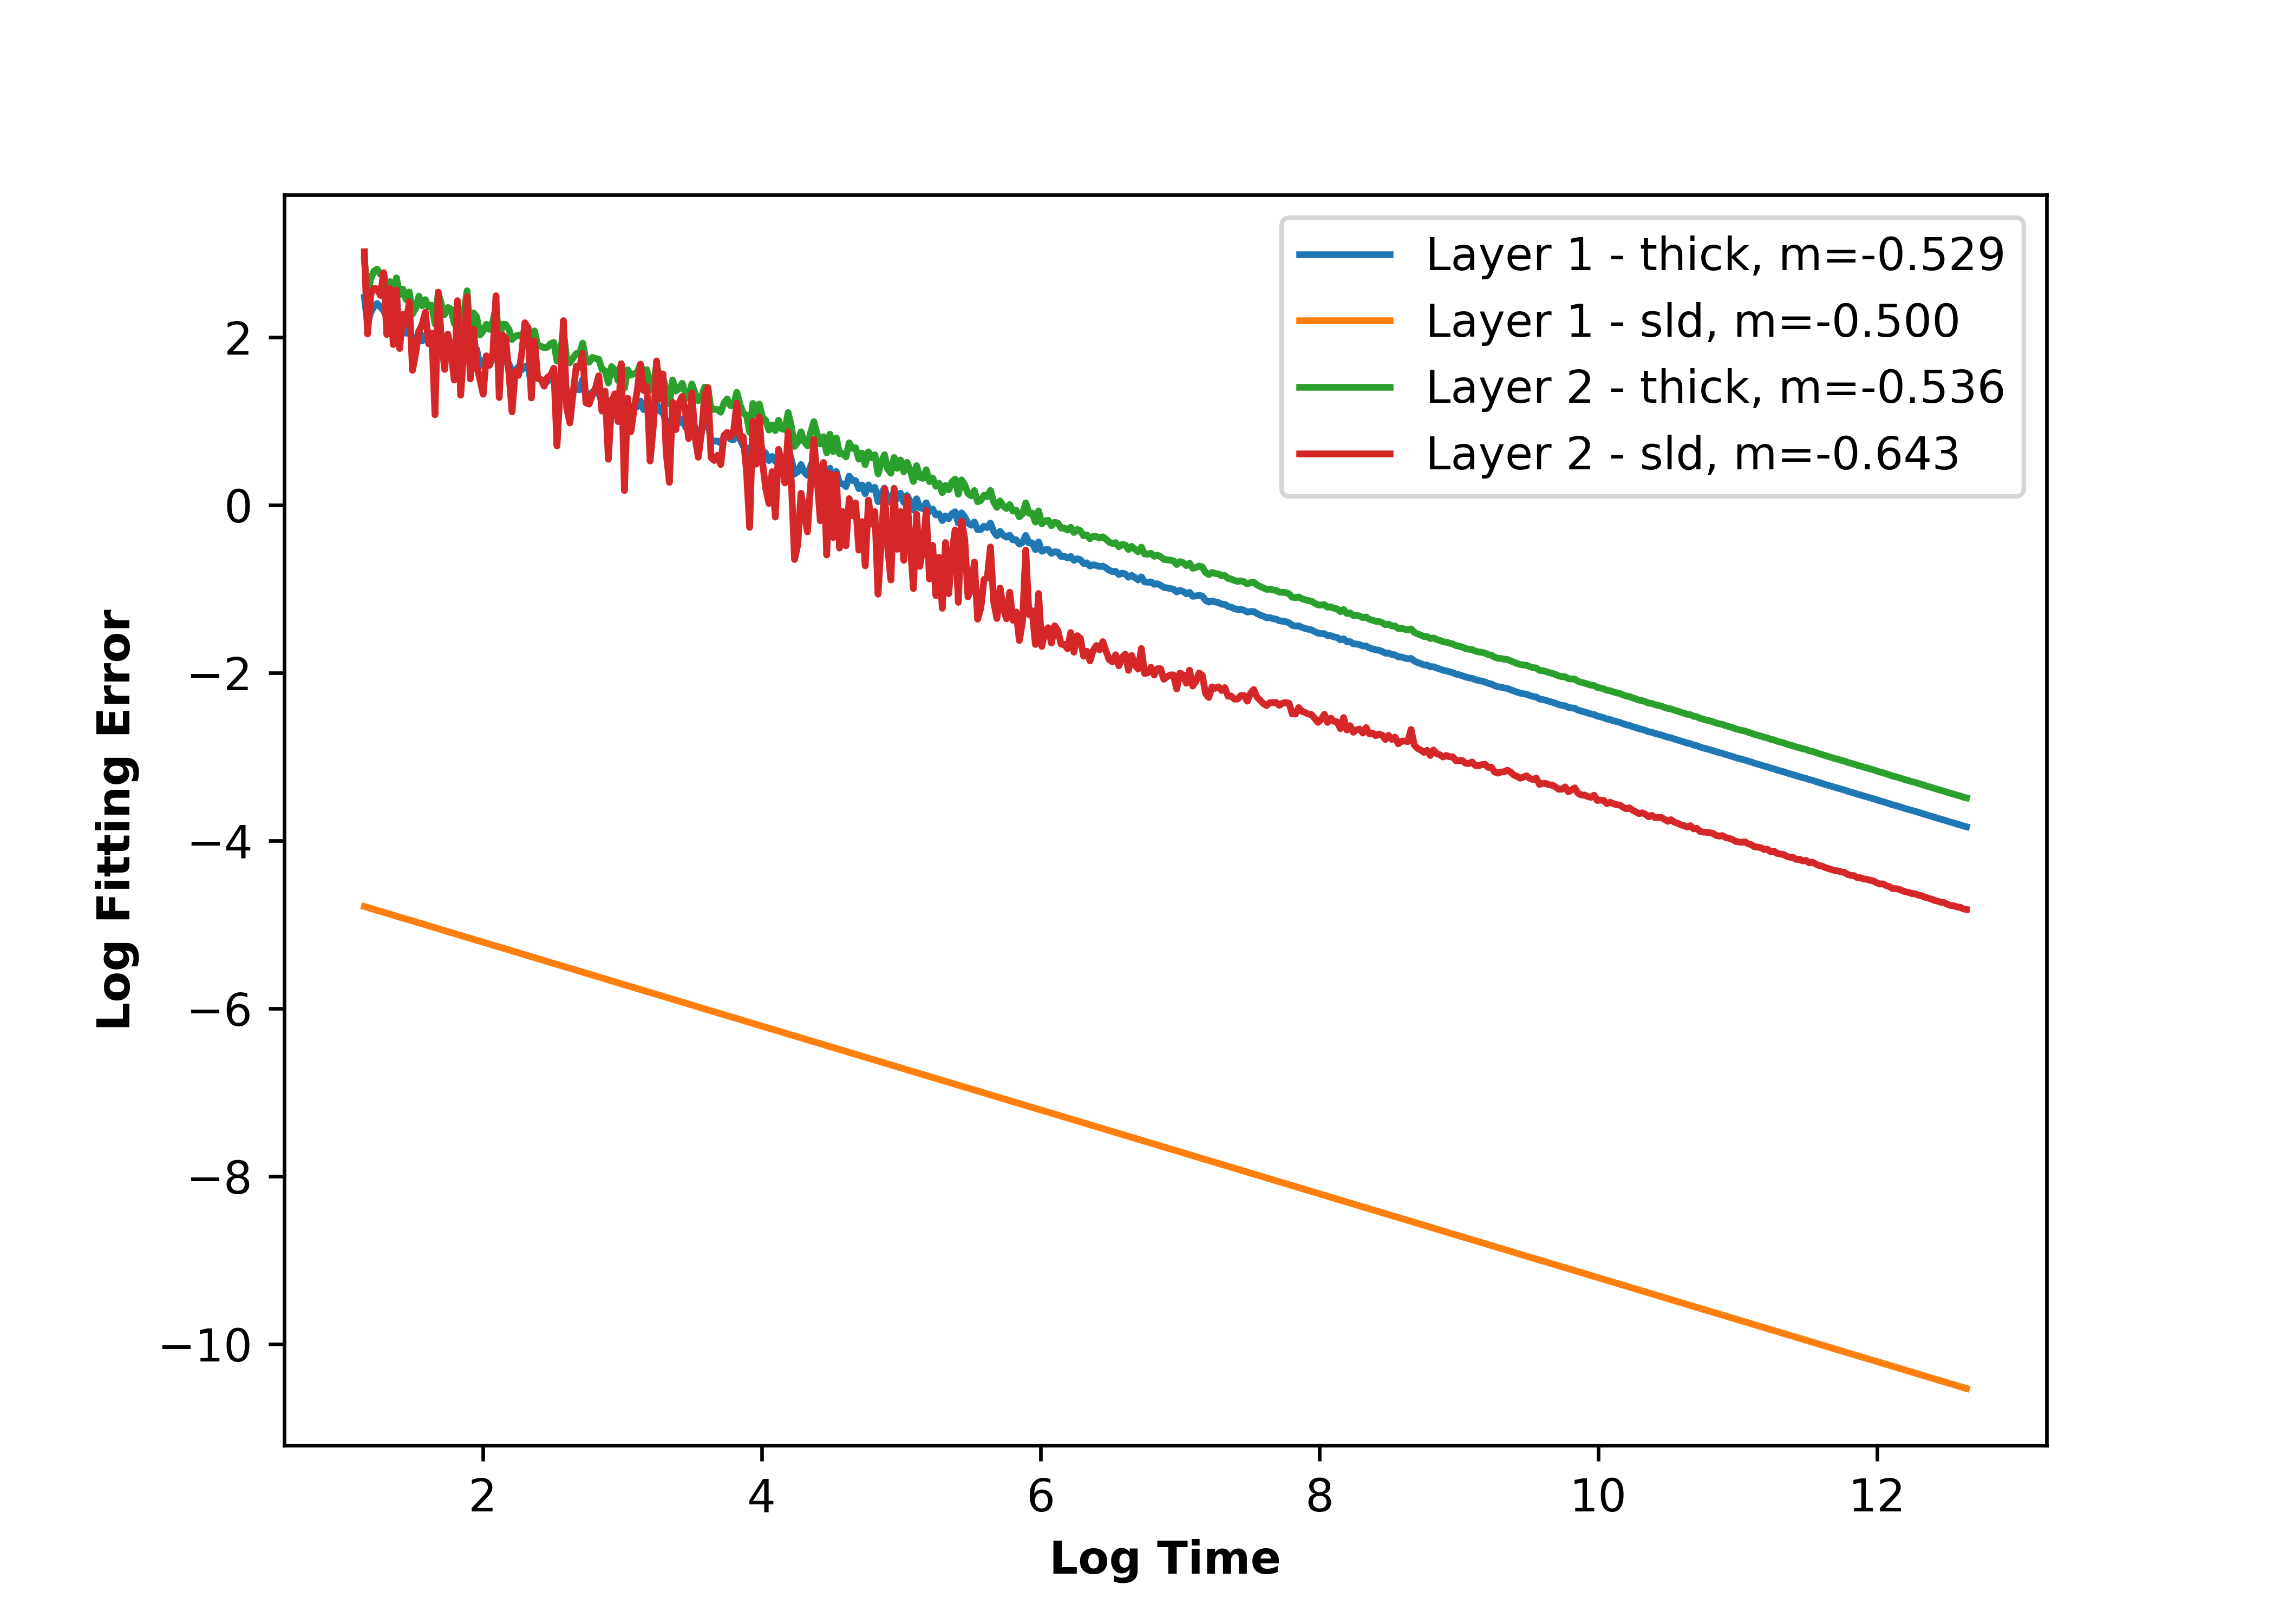 Layer 1 - thick, m=-0.529
Layer 1 - sld, m=-0.500
Layer 2 - thick, m=-0.536
Layer 2 - sld, m=-0.643
2
0
−2
−4
−6
−8
−10
Log Fitting Error
2 4 6 8 10 12
Log Time